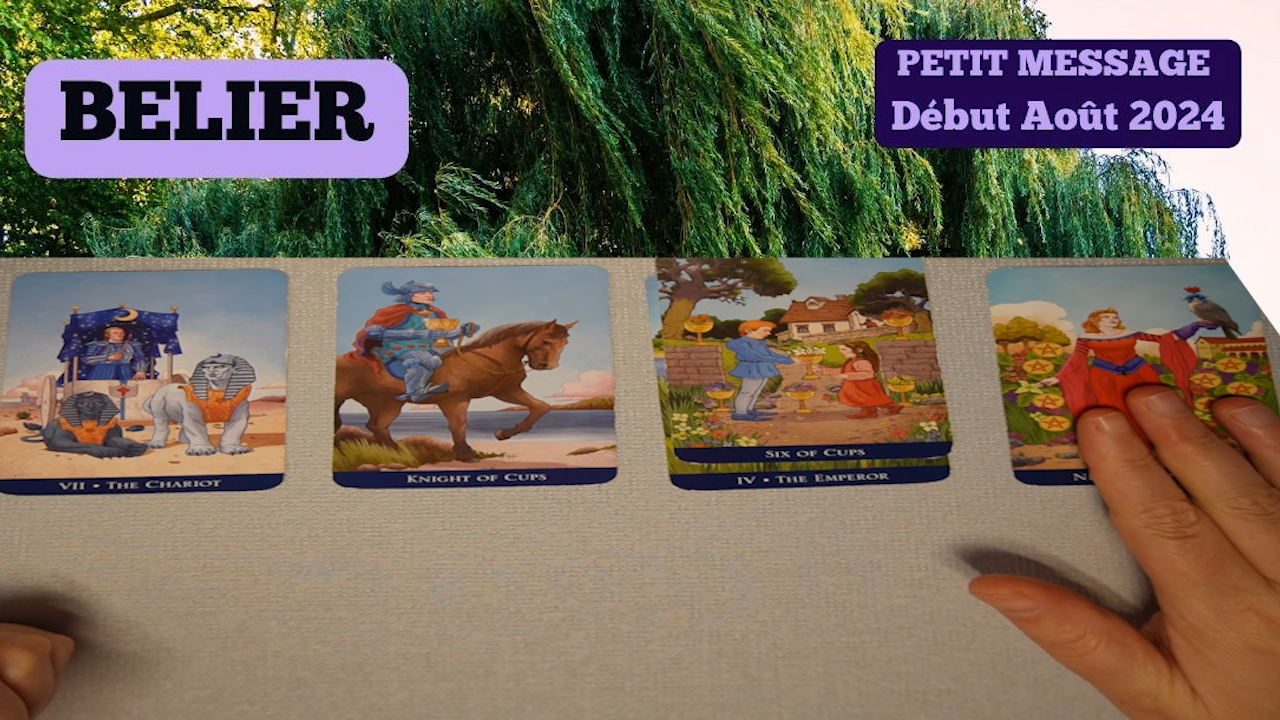 BELIER
PETIT MESSAGE
Début Août 2024
VII • THE CHARIOT
KNIGHT OF CUPS
SIX OF CUPS
IV • THE EMPEROR